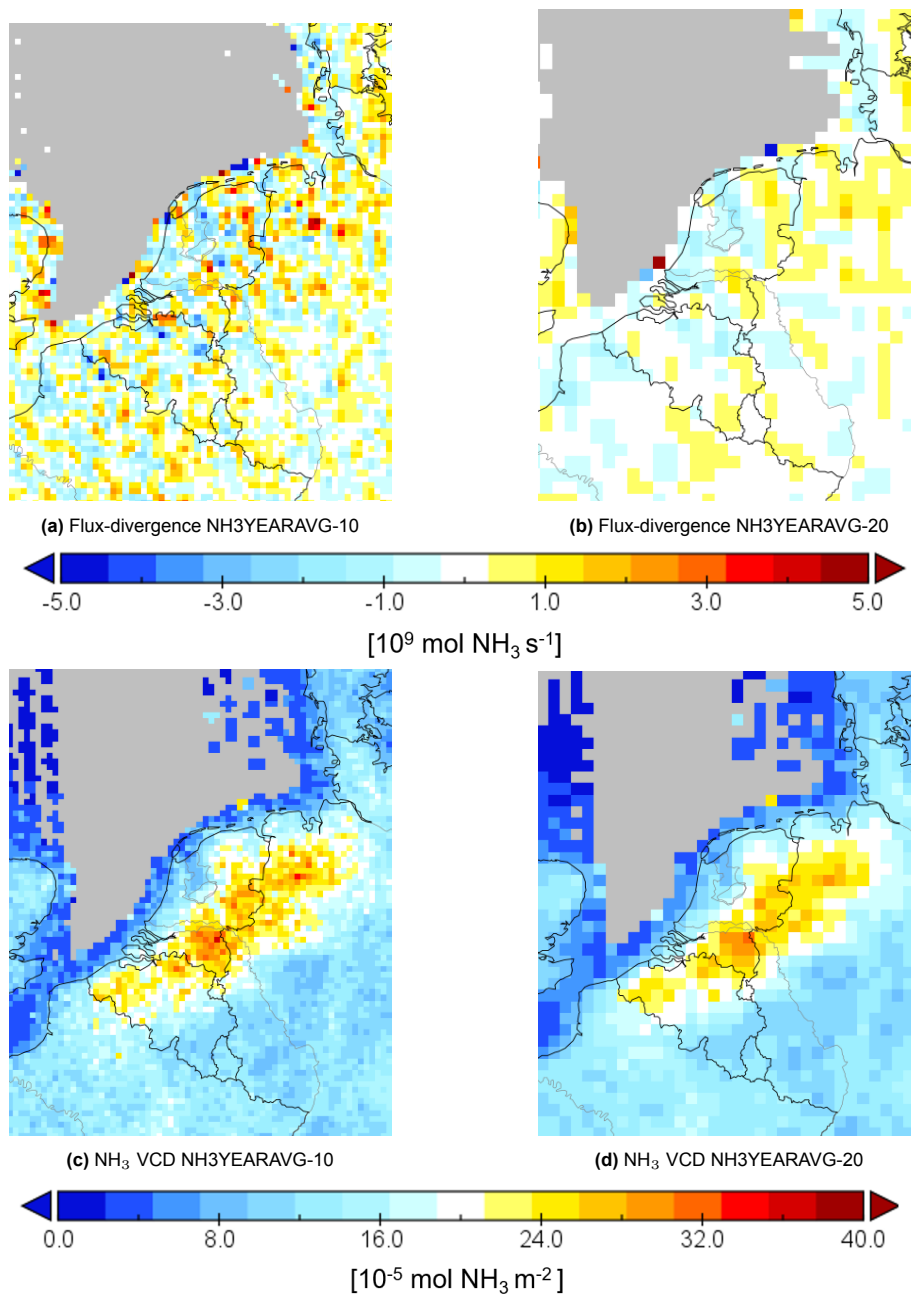 (a) Flux-divergence NH3YEARAVG-10
(b) Flux-divergence NH3YEARAVG-20
-5.0 -3.0 -1.0 1.0 3.0 5.0
[10⁹ mol NH₃ s⁻¹]
(c) NH₃ VCD NH3YEARAVG-10
(d) NH₃ VCD NH3YEARAVG-20
0.0 8.0 16.0 24.0 32.0 40.0
[10⁻⁵ mol NH₃ m⁻² ]